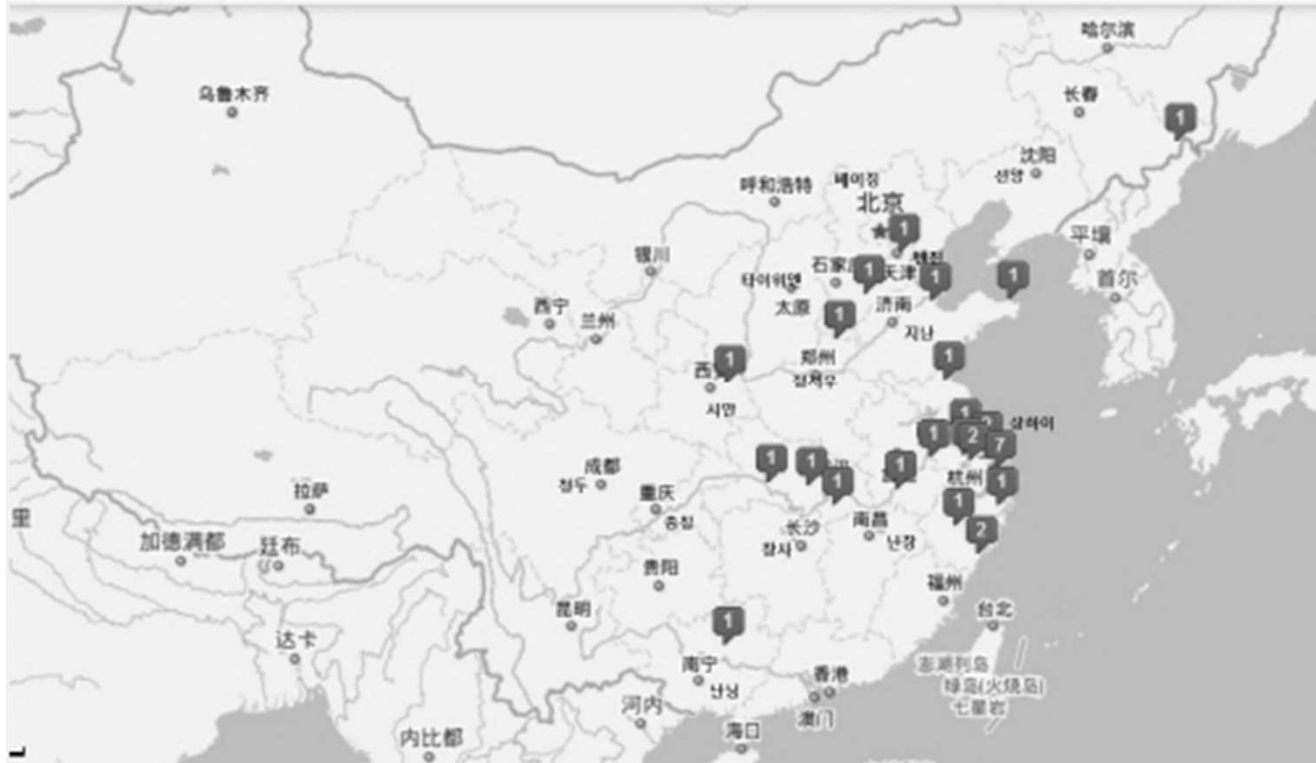 哈尔滨
乌鲁木齐
长春
1
沈阳
선양
베이징
呼和浩特
北京
1
平壤
银川
톈진
石家
1
天津
1
1
首尔
타이위엔
太原
西宁
兰州
1
济南
지난
郑州
정저우
1
西
1
시안
1
상하이
1
2
7
1
1
1
1
成都
청두
杭州
1
重庆
충칭
1
拉萨
里
长沙
창사
南昌
난창
2
加德满都
廷布
贵阳
福州
昆明
台北
1
达卡
南宁
난닝
香港
澳门
澎湖列岛
绿岛(火烧岛)
七星岩
河内
海口
内比都